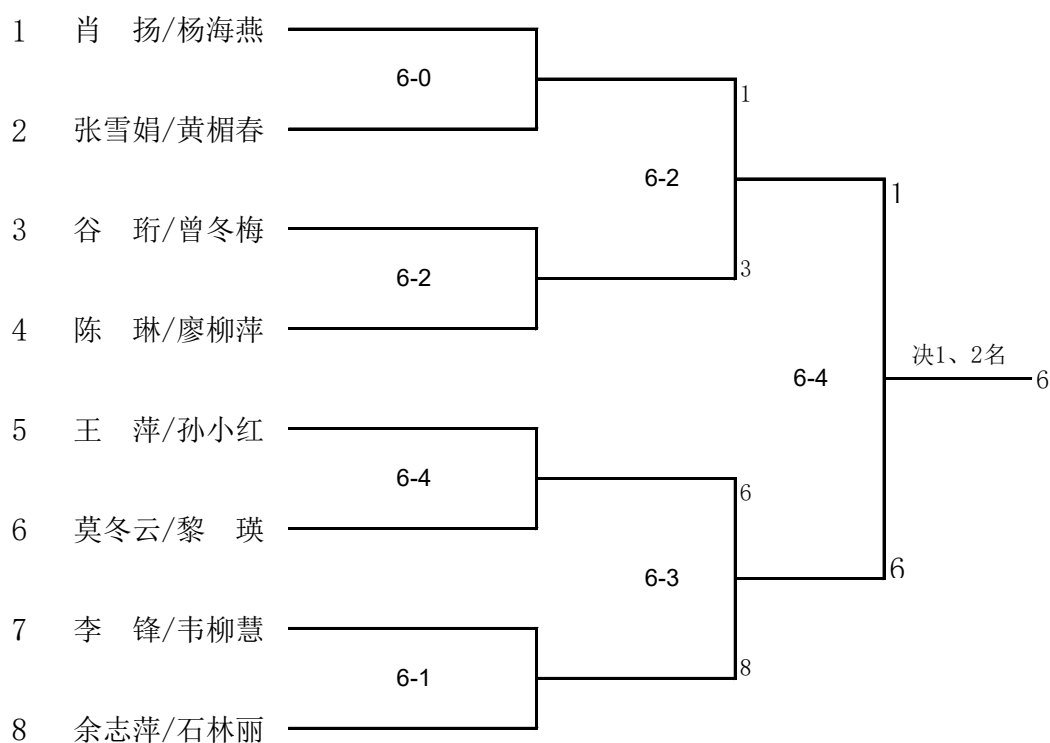 1 肖　扬/杨海燕
6-0
1
2 张雪娟/黄楣春
6-2
1
3 谷　珩/曾冬梅
6-2
3
4 陈　琳/廖柳萍
决1、2名
6-4
6
5 王　萍/孙小红
6-4
6
6 莫冬云/黎　瑛
6-3
6
7 李　锋/韦柳慧
6-1
8
8 余志萍/石林丽